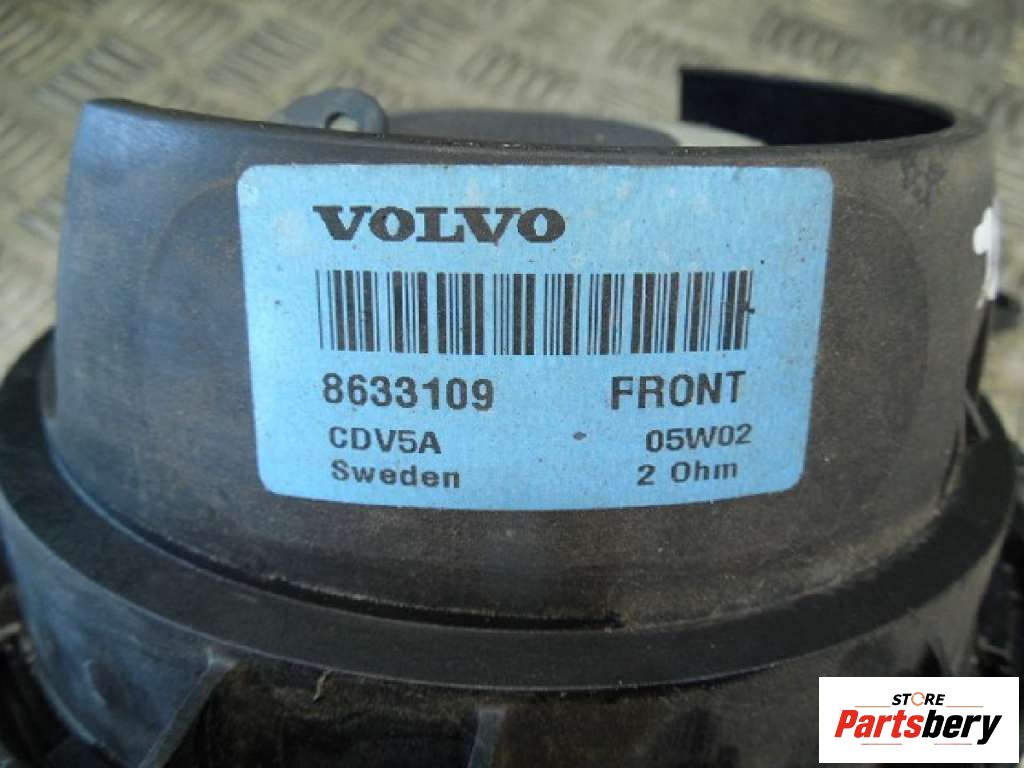 VOLVO
8633109 FRONT
CDV5A 05W02
Sweden 2 Ohm
STORE
Partsbery